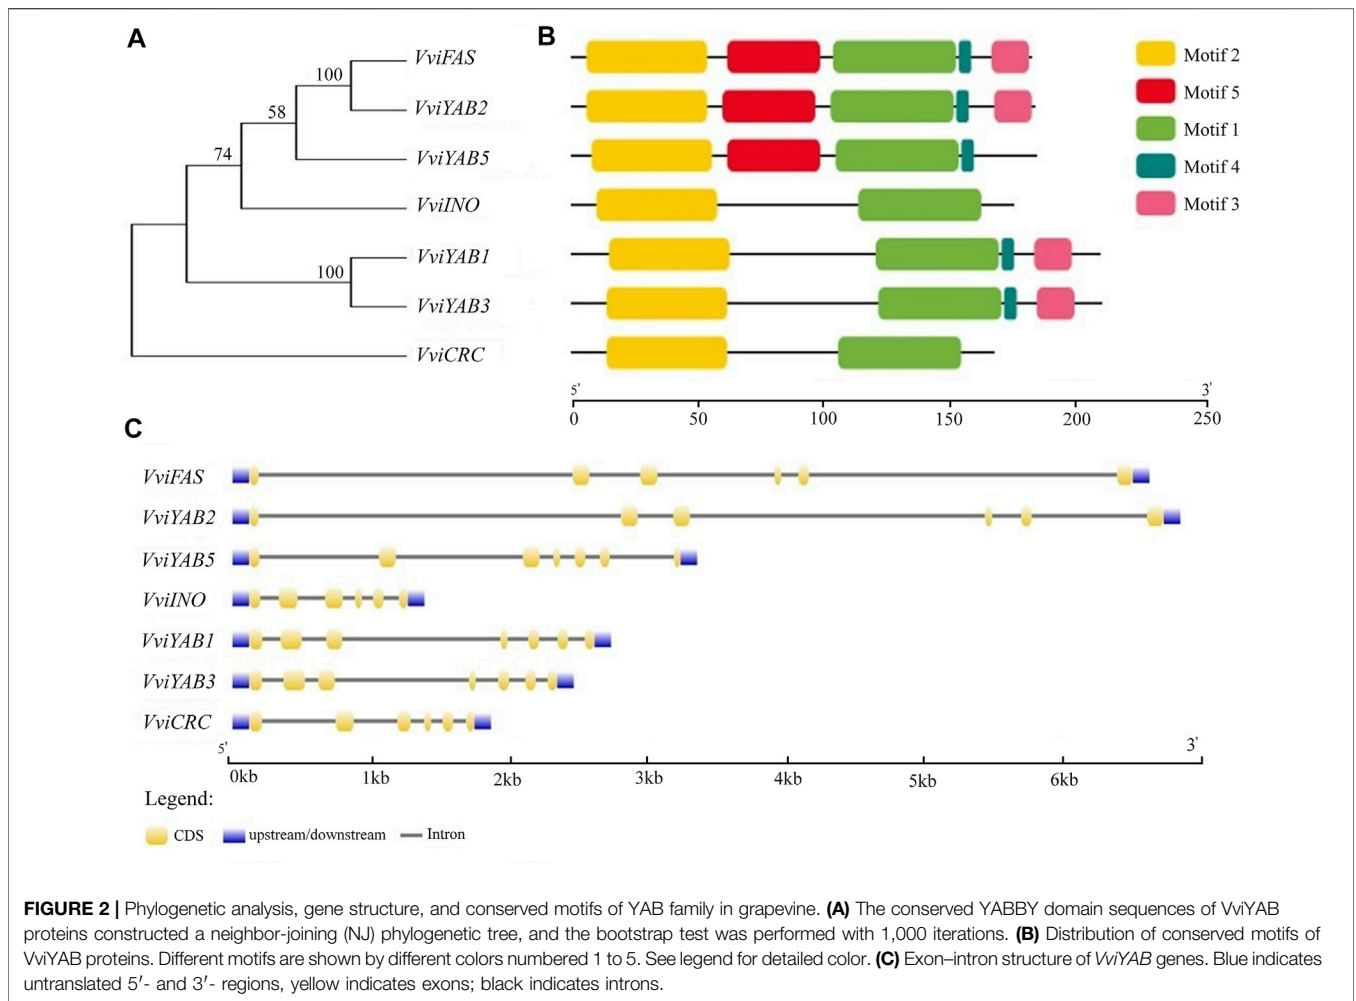 A
VviFAS
VviYAB2
VviYAB5
VviINO
VviYAB1
VviYAB3
VviCRC
100
58
74
100
B
Motif 2
Motif 5
Motif 1
Motif 4
Motif 3
5' 3'
0 50 100 150 200 250
C
VviFAS
VviYAB2
VviYAB5
VviINO
VviYAB1
VviYAB3
VviCRC
5' 3'
0kb 1kb 2kb 3kb 4kb 5kb 6kb
Legend:
CDS upstream/downstream Intron
FIGURE 2 | Phylogenetic analysis, gene structure, and conserved motifs of YAB family in grapevine. (A) The conserved YABBY domain sequences of VviYAB
proteins constructed a neighbor-joining (NJ) phylogenetic tree, and the bootstrap test was performed with 1,000 iterations. (B) Distribution of conserved motifs of
VviYAB proteins. Different motifs are shown by different colors numbered 1 to 5. See legend for detailed color. (C) Exon–intron structure of VviYAB genes. Blue indicates
untranslated 5′- and 3′- regions, yellow indicates exons; black indicates introns.